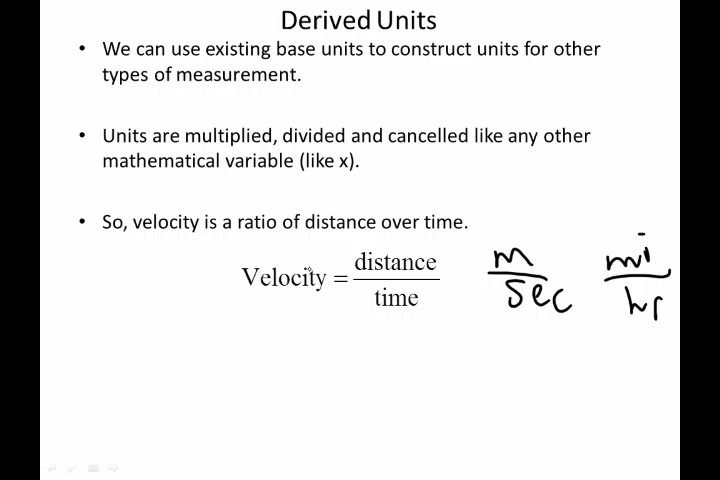 Derived Units
• We can use existing base units to construct units for other
types of measurement.
• Units are multiplied, divided and cancelled like any other
mathematical variable (like x).
• So, velocity is a ratio of distance over time.
Velocity = distance / time
m / sec
mi / hr